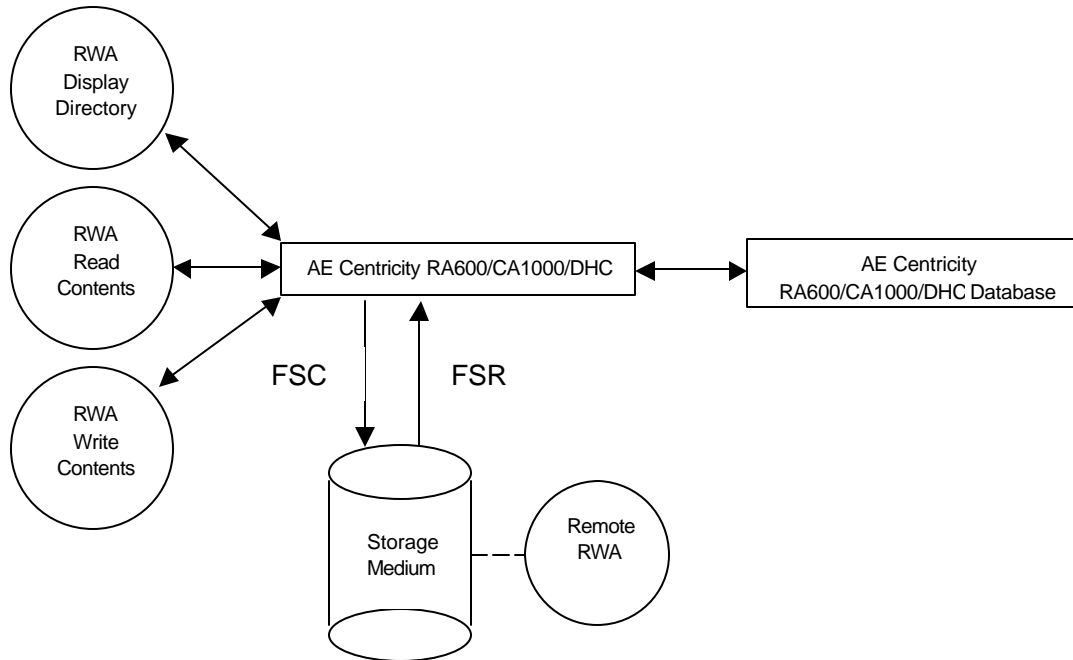 RWA
Display
Directory
RWA
Read
Contents
AE Centricity RA600/CA1000/DHC
AE Centricity
RA600/CA1000/DHC Database
RWA
Write
Contents
FSC
FSR
Storage
Medium
Remote
RWA